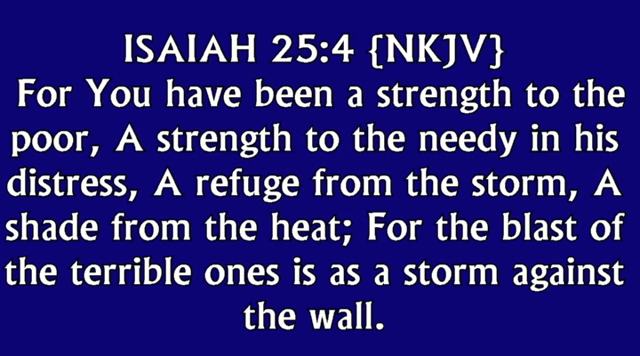 ISAIAH 25:4 {NKJV}
For You have been a strength to the
poor, A strength to the needy in his
distress, A refuge from the storm, A
shade from the heat; For the blast of
the terrible ones is as a storm against
the wall.